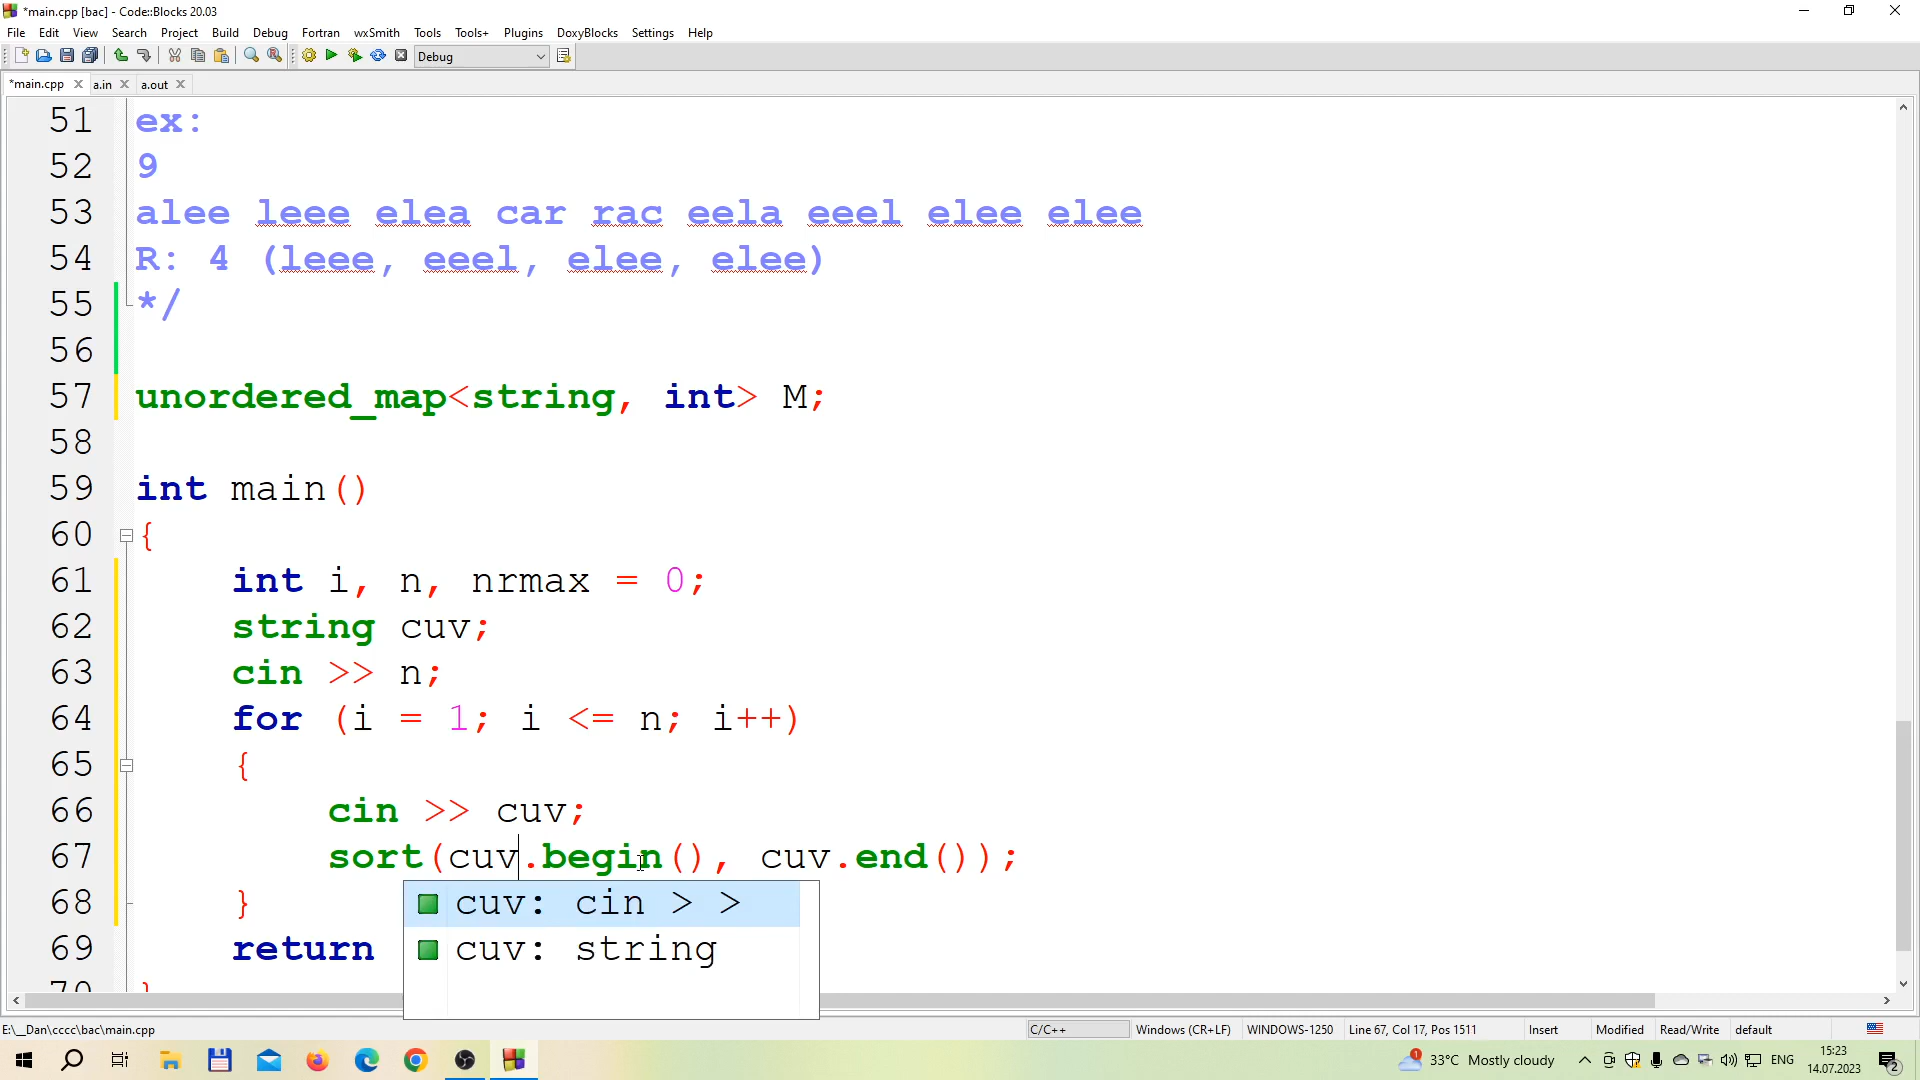 *main.cpp [bac] - Code::Blocks 20.03
File Edit View Search Project Build Debug Fortran wxSmith Tools Tools+ Plugins DoxyBlocks Settings Help
Debug
*main.cpp a.in a.out
51 ex:
52 9
53 alee leee elea car rac eela eeel elee elee
54 R: 4 (leee, eeel, elee, elee)
55 */
56
57 unordered_map<string, int> M;
58
59 int main()
60 {
61 int i, n, nrmax = 0;
62 string cuv;
63 cin >> n;
64 for (i = 1; i <= n; i++)
65 {
66 cin >> cuv;
67 sort(cuv.begin(), cuv.end());
68 }
cuv: cin > >
69 return
cuv: string
70 }
E:\__Dan\cccc\bac\main.cpp C/C++ Windows (CR+LF) WINDOWS-1250 Line 67, Col 17, Pos 1511 Insert Modified Read/Write default
1 33°C Mostly cloudy ENG 15:23
14.07.2023 2